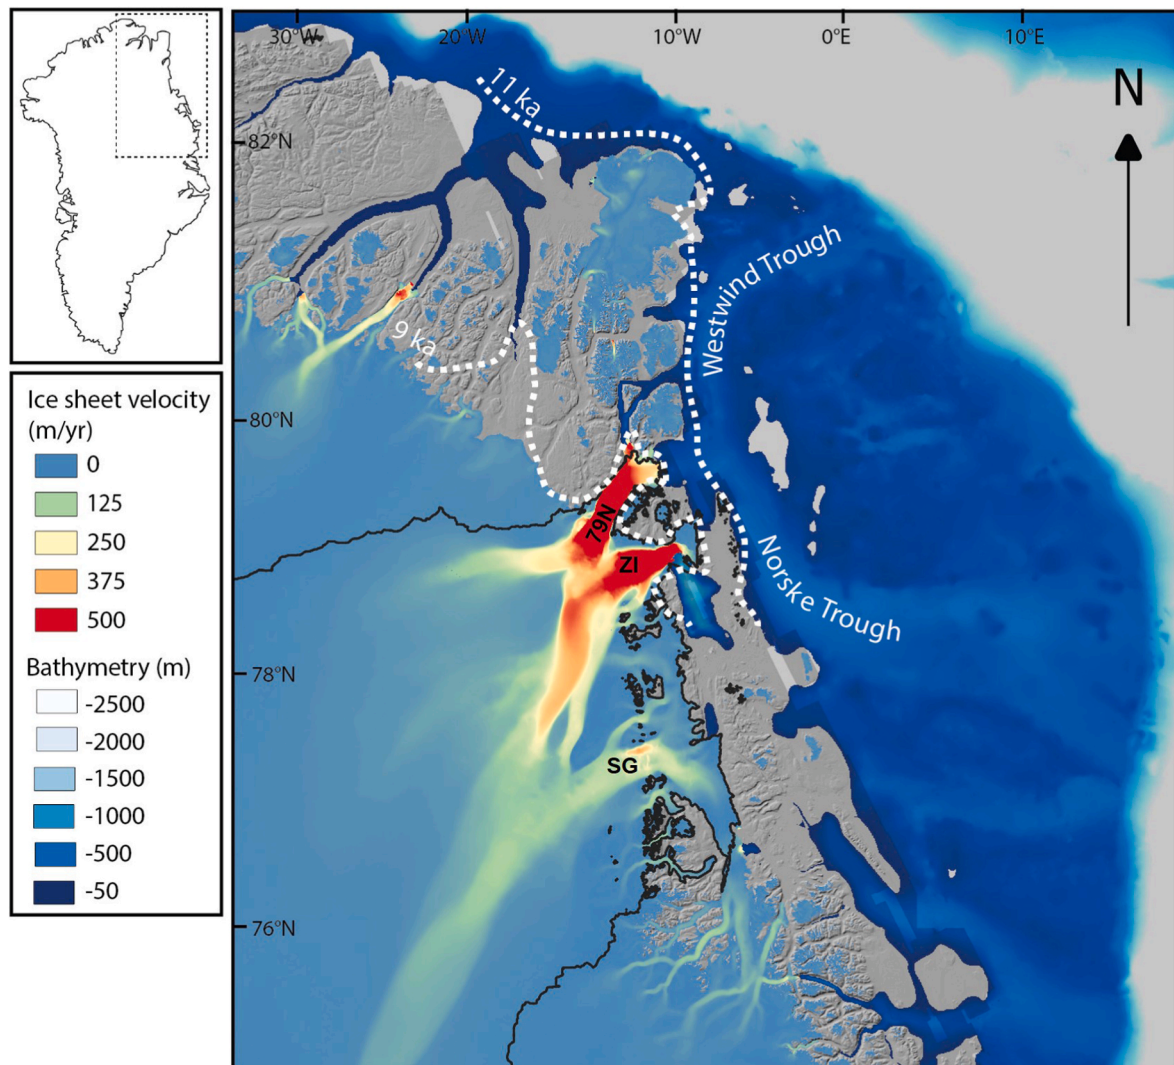 30°W 20°W 10°W 0°E 10°E
11 ka
N
82°N
Westwind Trough
9 ka
80°N
79N
ZI
Norske Trough
78°N
SG
76°N
Ice sheet velocity
(m/yr)
0
125
250
375
500
Bathymetry (m)
-2500
-2000
-1500
-1000
-500
-50